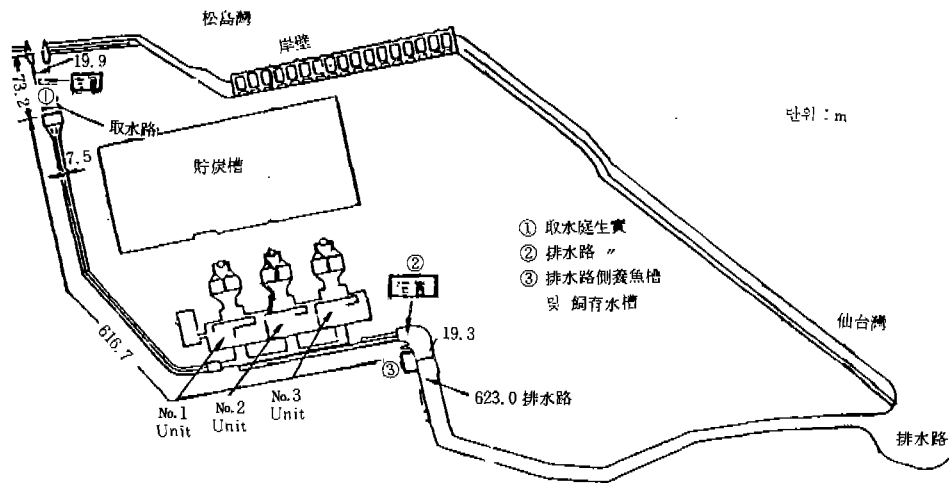 松島灣
岸壁
19.9
73.2
①
取水路
단위 : m
7.5
貯炭槽
① 取水庭生實
② 排水路 〃
③ 排水路側養魚槽
및 飼存水槽
②
仙台灣
616.7
19.3
③
623.0 排水路
No.1
Unit
No.2
Unit
No.3
Unit
排水路